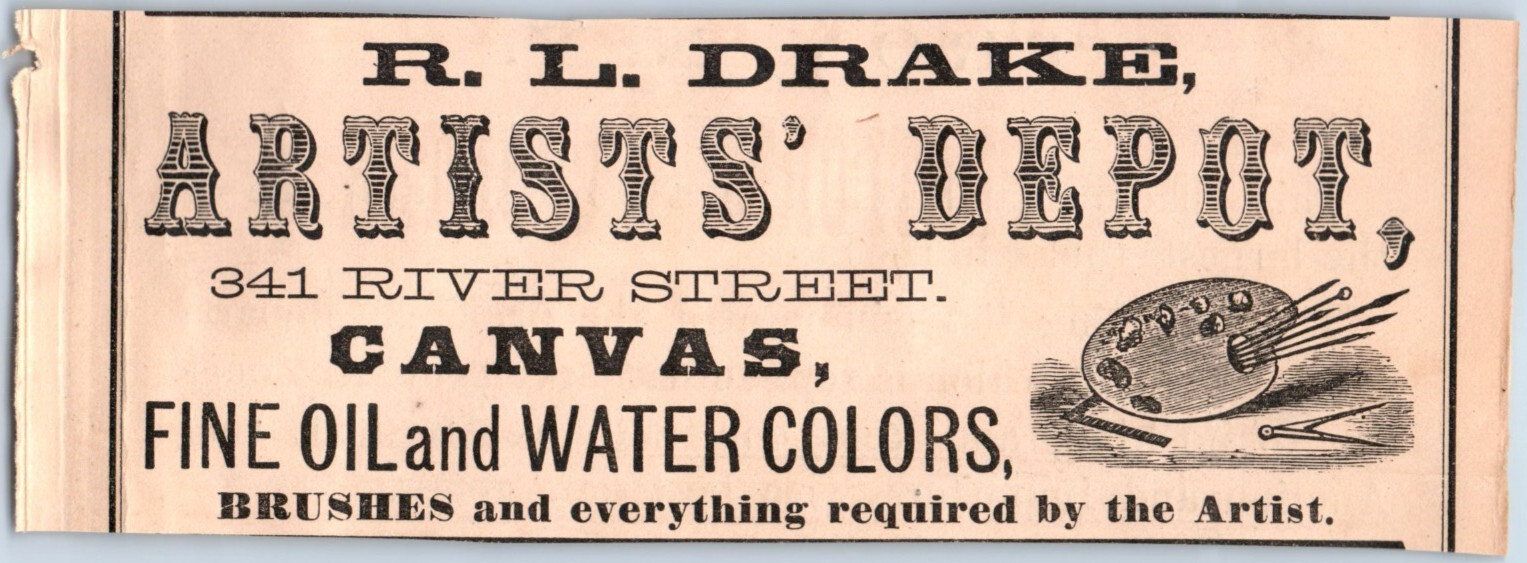 R. L. DRAKE,
ARTISTS' DEPOT,
341 RIVER STREET.
CANVAS,
FINE OIL and WATER COLORS,
BRUSHES and everything required by the Artist.